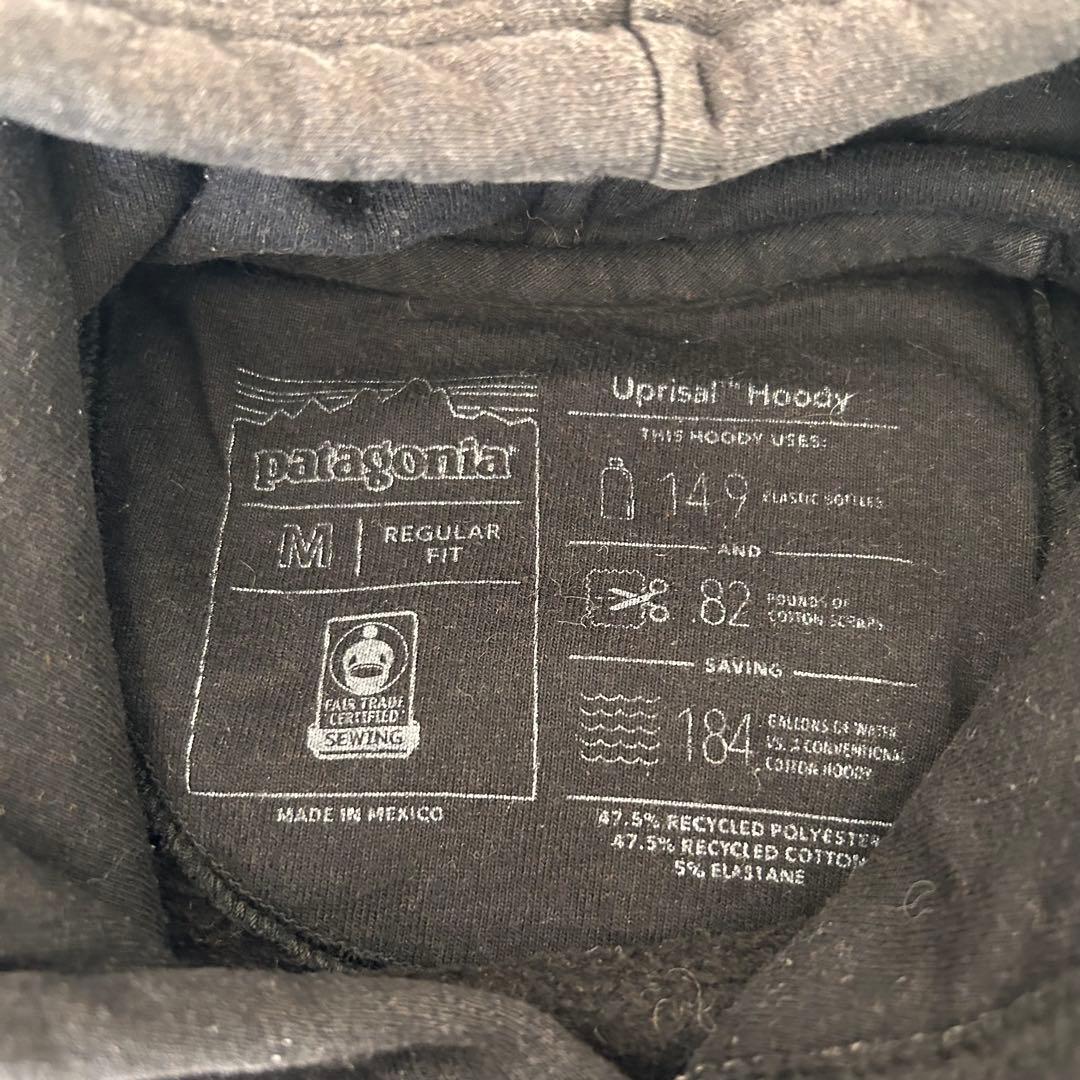 patagonia®
M
REGULAR
FIT
FAIR TRADE
CERTIFIED
SEWING
MADE IN MEXICO
Uprisal™ Hoody
THIS HOODY USES:
14.9 PLASTIC BOTTLES
AND
.82 POUNDS OF
COTTON SCRAPS
SAVING
184 GALLONS OF WATER
VS. A CONVENTIONAL
COTTON HOODY
47.5% RECYCLED POLYESTER
47.5% RECYCLED COTTON
5% ELASTANE